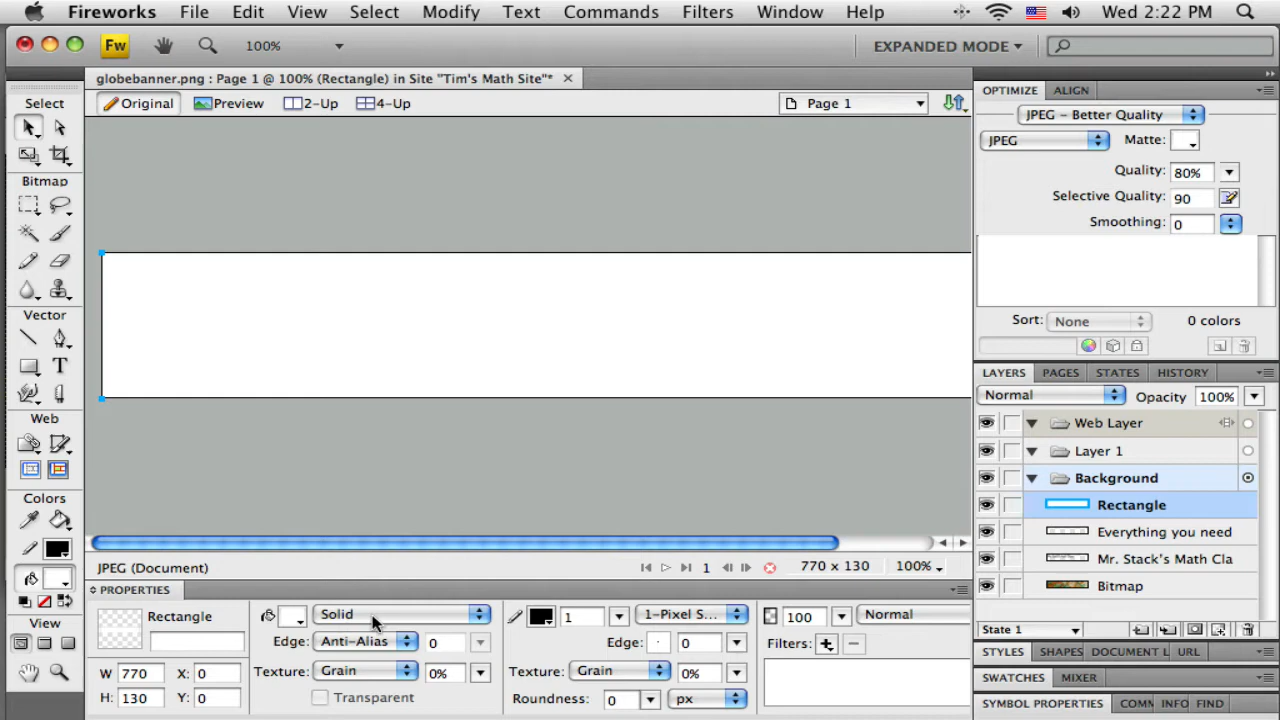 Fireworks File Edit View Select Modify Text Commands Filters Window Help Wed 2:22 PM
Fw 100% EXPANDED MODE
globebanner.png : Page 1 @ 100% (Rectangle) in Site "Tim's Math Site"*
Original Preview 2-Up 4-Up Page 1
Select
Bitmap
Vector
T
Web
Colors
View
OPTIMIZE ALIGN
JPEG - Better Quality
JPEG Matte:
Quality: 80%
Selective Quality: 90
Smoothing: 0
Sort: None 0 colors
LAYERS PAGES STATES HISTORY
Normal Opacity 100%
Web Layer
Layer 1
Background
Rectangle
Everything you need
Mr. Stack's Math Cla
Bitmap
State 1
STYLES SHAPES DOCUMENT L URL
SWATCHES MIXER
SYMBOL PROPERTIES COMM INFO FIND
JPEG (Document) 1 770 x 130 100%
PROPERTIES
Rectangle Solid 1 1-Pixel S... 100 Normal
Edge: Anti-Alias 0 Edge: 0 Filters:
W 770 X: 0 Texture: Grain 0% Texture: Grain 0%
H: 130 Y: 0 Transparent Roundness: 0 px